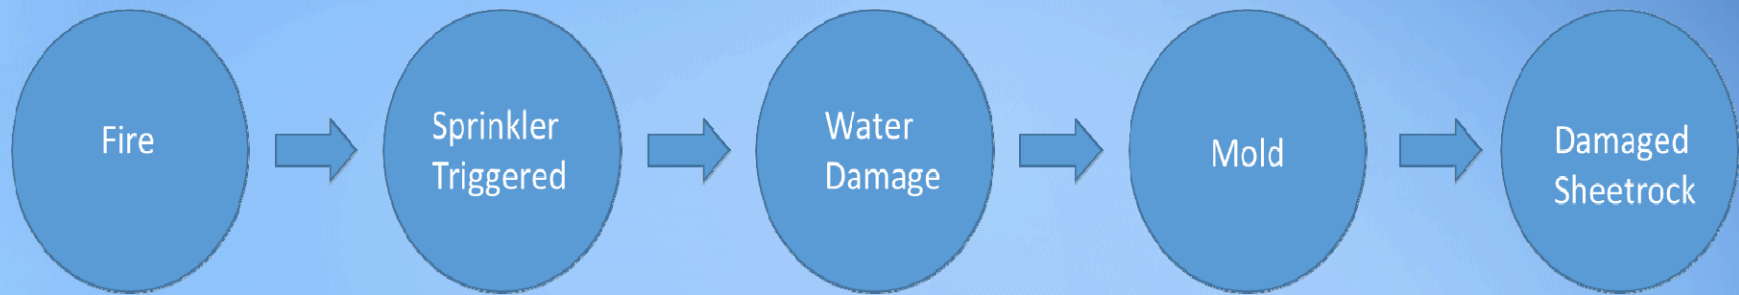 Fire
Sprinkler
Triggered
Water
Damage
Mold
Damaged
Sheetrock